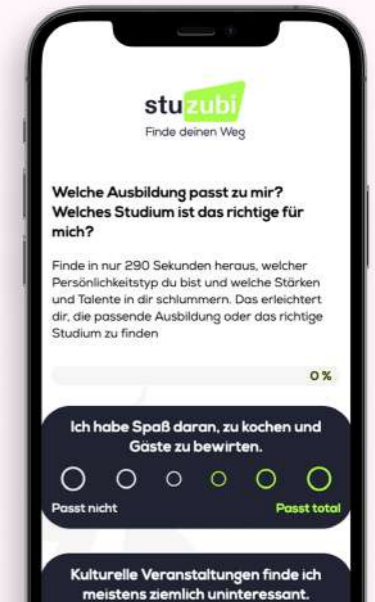 stuzubi
Finde deinen Weg
Welche Ausbildung passt zu mir?
Welches Studium ist das richtige für
mich?
Finde in nur 290 Sekunden heraus, welcher
Persönlichkeitstyp du bist und welche Stärken
und Talente in dir schlummern. Das erleichtert
dir, die passende Ausbildung oder das richtige
Studium zu finden
0 %
Ich habe Spaß daran, zu kochen und
Gäste zu bewirten.
Passt nicht Passt total
Kulturelle Veranstaltungen finde ich
meistens ziemlich uninteressant.